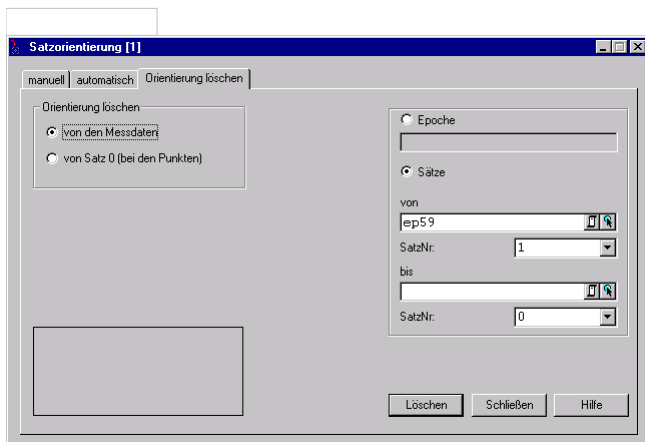 Satzorientierung [1]
manuell automatisch Orientierung löschen
Orientierung löschen
von den Messdaten
von Satz 0 (bei den Punkten)
Epoche
Sätze
von
ep59
SatzNr: 1
bis
SatzNr: 0
Löschen Schließen Hilfe